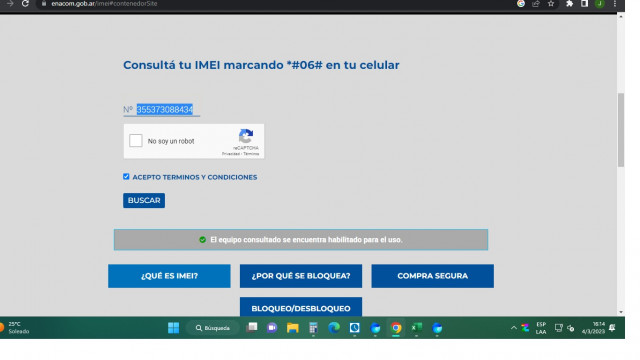 enacom.gob.ar/imei#contenedorSite
Consultá tu IMEI marcando *#06# en tu celular
Nº 355373088434
No soy un robot
reCAPTCHA
Privacidad - Términos
ACEPTO TERMINOS Y CONDICIONES
BUSCAR
El equipo consultado se encuentra habilitado para el uso.
¿QUÉ ES IMEI?
¿POR QUÉ SE BLOQUEA?
COMPRA SEGURA
BLOQUEO/DESBLOQUEO
25°C
Soleado
Búsqueda
ESP
LAA
16:14
4/3/2023